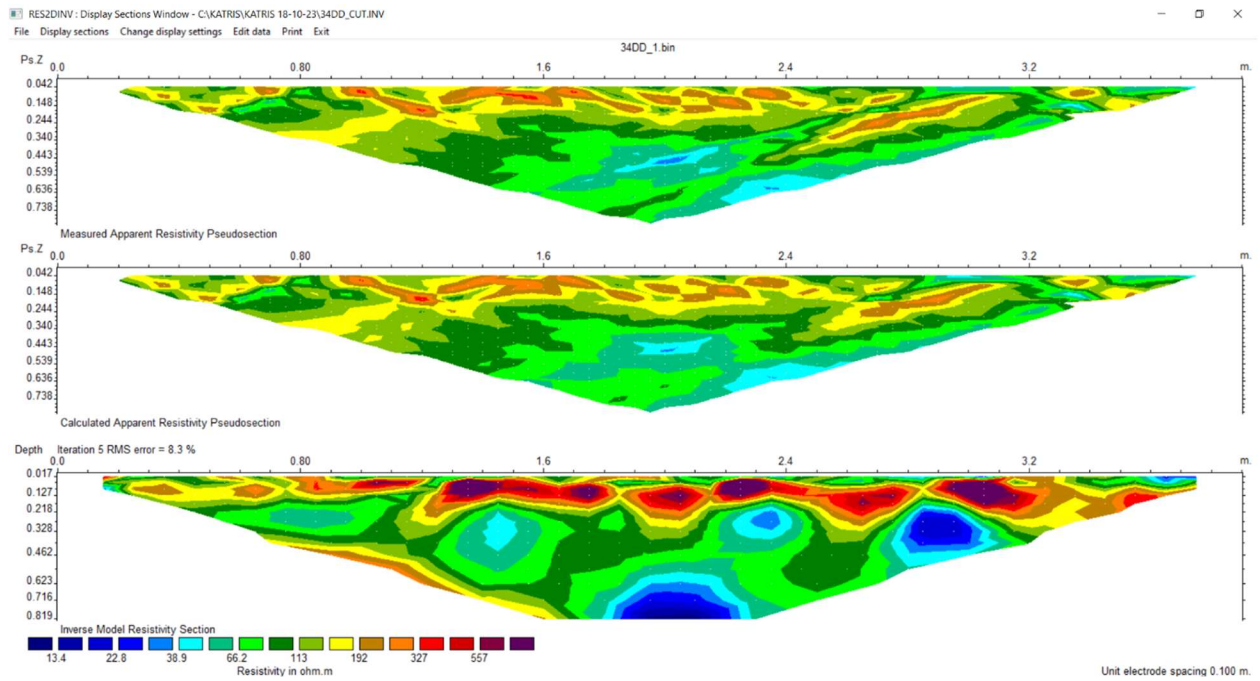 RES2DINV : Display Sections Window - C:\KATRIS\KATRIS 18-10-23\34DD_CUT.INV
File Display sections Change display settings Edit data Print Exit
34DD_1.bin
Ps.Z 0.0 0.80 1.6 2.4 3.2 m.
0.042
0.148
0.244
0.340
0.443
0.539
0.636
0.738
Measured Apparent Resistivity Pseudosection
Ps.Z 0.0 0.80 1.6 2.4 3.2 m.
0.042
0.148
0.244
0.340
0.443
0.539
0.636
0.738
Calculated Apparent Resistivity Pseudosection
Depth Iteration 5 RMS error = 8.3 %
0.0 0.80 1.6 2.4 3.2 m.
0.017
0.127
0.218
0.328
0.462
0.623
0.716
0.819
Inverse Model Resistivity Section
13.4 22.8 38.9 66.2 113 192 327 557
Resistivity in ohm.m
Unit electrode spacing 0.100 m.